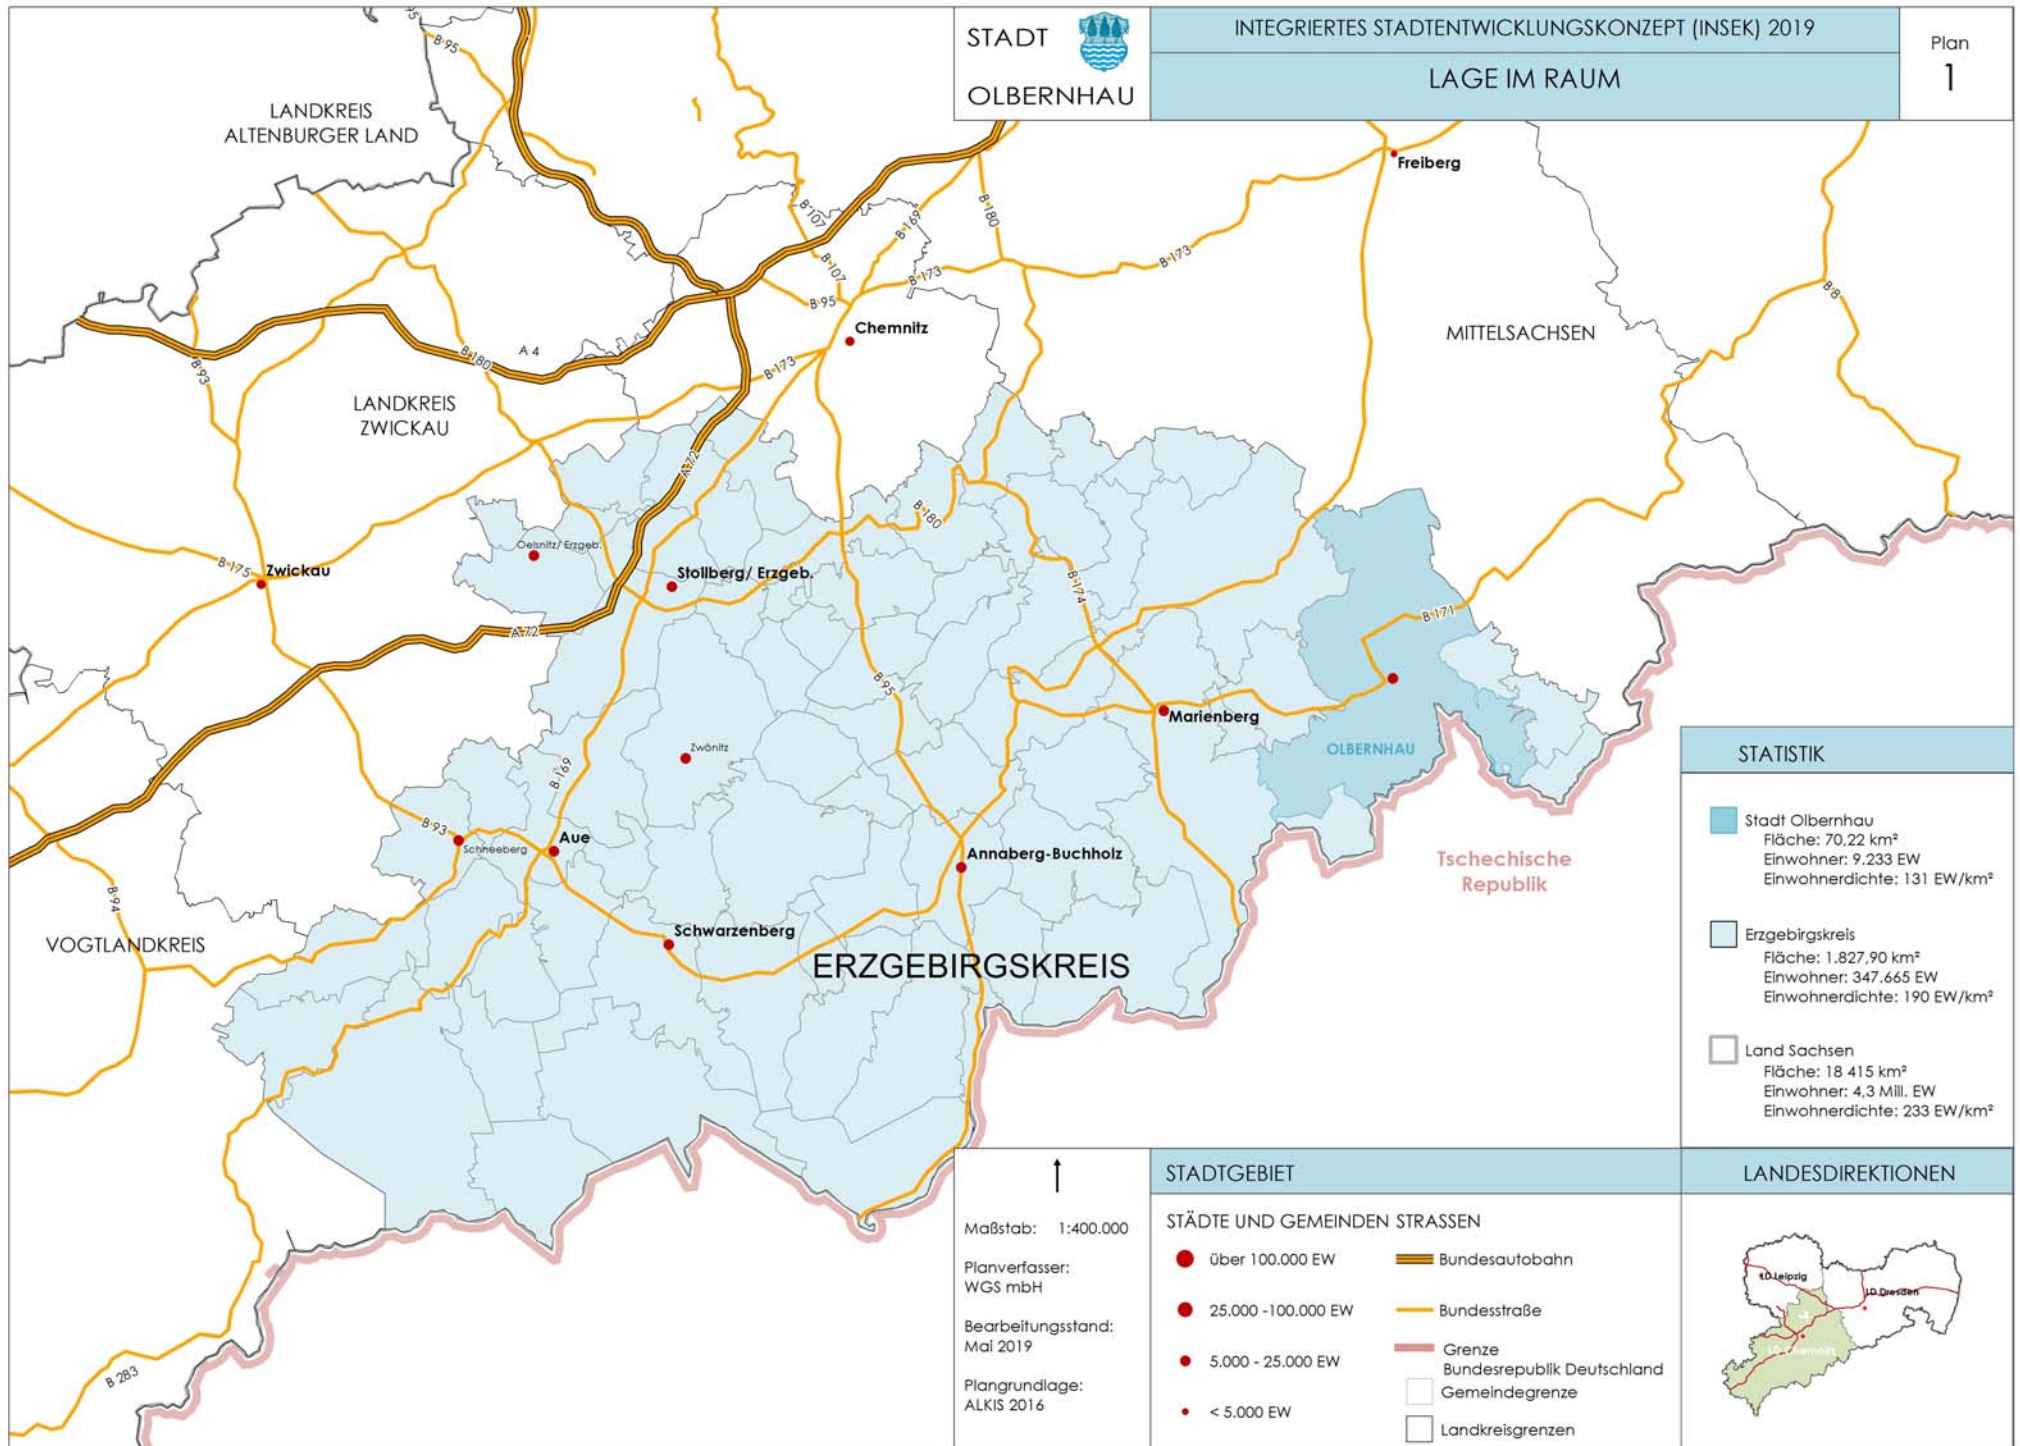 STADT
OLBERNHAU
INTEGRIERTES STADTENTWICKLUNGSKONZEPT (INSEK) 2019
LAGE IM RAUM
Plan
1
95
B 95
LANDKREIS
ALTENBURGER LAND
Freiberg
B 107
B 169
B 180
B 107
B 173
B 173
B 95
B 8
Chemnitz
MITTELSACHSEN
A 4
B 180
B 93
B 173
LANDKREIS
ZWICKAU
A 72
B 180
Oelsnitz/ Erzgeb.
B 175
Zwickau
Stollberg/ Erzgeb.
B 174
B 171
A 72
B 95
Marienberg
OLBERNHAU
Zwönitz
B 169
B 93
Schneeberg
Aue
Annaberg-Buchholz
Tschechische
Republik
B 94
VOGTLANDKREIS
Schwarzenberg
ERZGEBIRGSKREIS
B 283
STATISTIK
Stadt Olbernhau
Fläche: 70,22 km²
Einwohner: 9.233 EW
Einwohnerdichte: 131 EW/km²
Erzgebirgskreis
Fläche: 1.827,90 km²
Einwohner: 347.665 EW
Einwohnerdichte: 190 EW/km²
Land Sachsen
Fläche: 18 415 km²
Einwohner: 4,3 Mill. EW
Einwohnerdichte: 233 EW/km²
Maßstab: 1:400.000
Planverfasser:
WGS mbH
Bearbeitungsstand:
Mai 2019
Plangrundlage:
ALKIS 2016
STADTGEBIET
STÄDTE UND GEMEINDEN STRASSEN
über 100.000 EW
25.000 -100.000 EW
5.000 - 25.000 EW
< 5.000 EW
Bundesautobahn
Bundesstraße
Grenze
Bundesrepublik Deutschland
Gemeindegrenze
Landkreisgrenzen
LANDESDIREKTIONEN
LD Leipzig
LD Dresden
LD Chemnitz